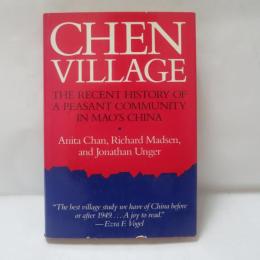 CHEN
VILLAGE
THE RECENT HISTORY OF
A PEASANT COMMUNITY
IN MAO'S CHINA
Anita Chan, Richard Madsen,
and Jonathan Unger
"The best village study we have of China before
or after 1949 . . . A joy to read."
—Ezra F. Vogel